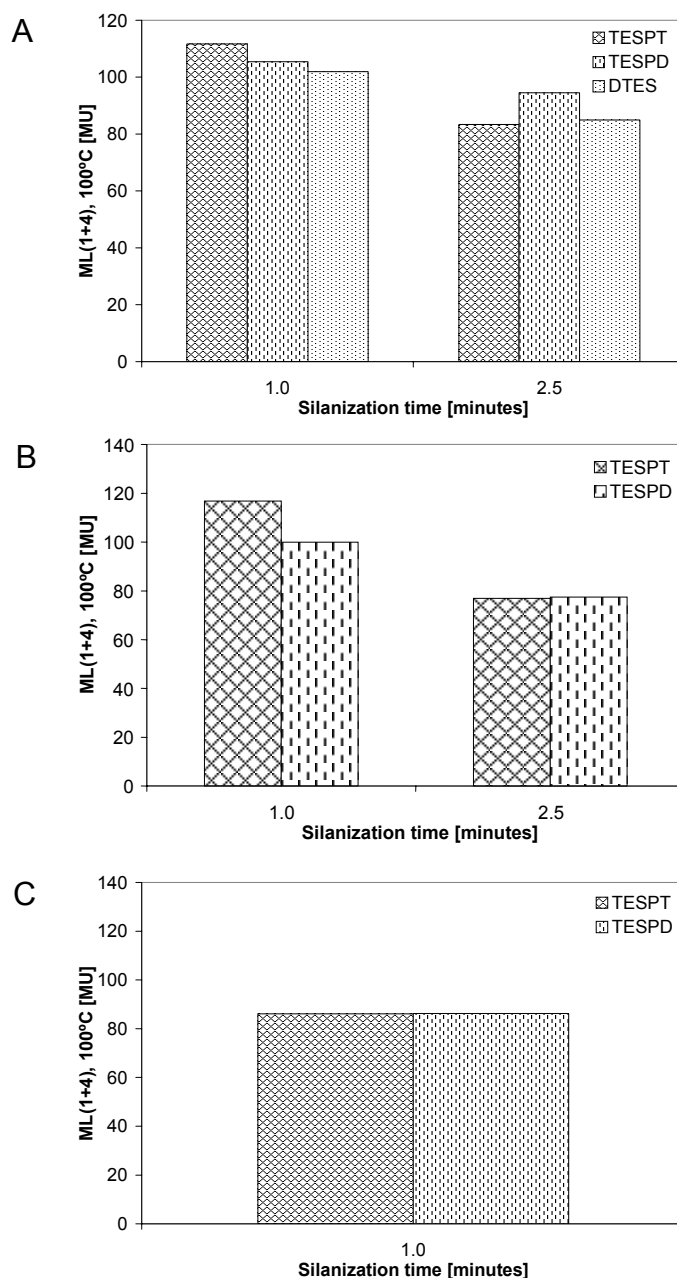 A
ML(1+4), 100°C [MU]
120
100
80
60
40
20
0
TESPT
TESPD
DTES
1.0 2.5
Silanization time [minutes]
B
ML(1+4), 100°C [MU]
140
120
100
80
60
40
20
0
TESPT
TESPD
1.0 2.5
Silanization time [minutes]
C
ML(1+4), 100°C [MU]
140
120
100
80
60
40
20
0
TESPT
TESPD
1.0
Silanization time [minutes]